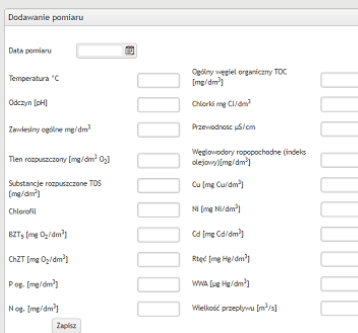 Dodawanie pomiaru
Data pomiaru
Temperatura °C
Odczyn [pH]
Zawiesiny ogólne mg/dm³
Tlen rozpuszczony [mg/dm³ O₂]
Substancje rozpuszczone TDS
[mg/dm³]
Chlorofil
BZT₅ [mg O₂/dm³]
ChZT [mg O₂/dm³]
P og. [mg/dm³]
N og. [mg/dm³]
Ogólny węgiel organiczny TOC
[mg/dm³]
Chlorki mg Cl/dm³
Przewodnosc µS/cm
Węglowodory ropopochodne (indeks
olejowy)[mg/dm³]
Cu [mg Cu/dm³]
Ni [mg Ni/dm³]
Cd [mg Cd/dm³]
Rtęć [mg Hg/dm³]
WWA [µg Hg/dm³]
Wielkość przepływu [m³/s]
Zapisz